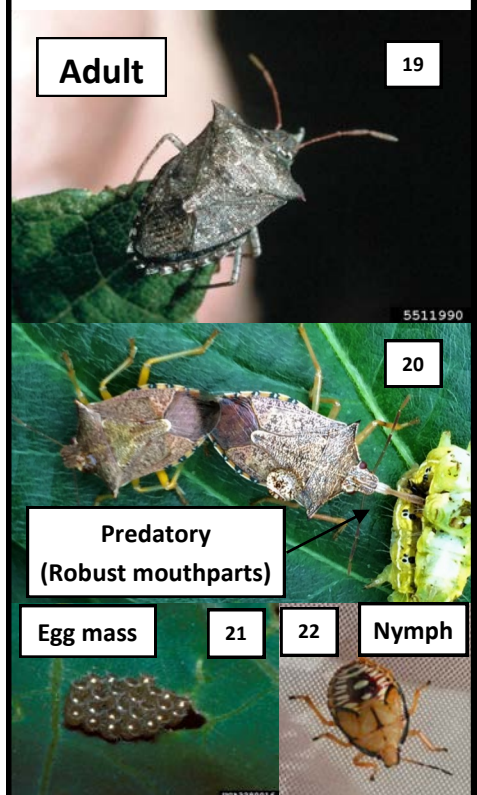 Adult
19
5511990
20
Predatory
(Robust mouthparts)
Egg mass
21
22
Nymph